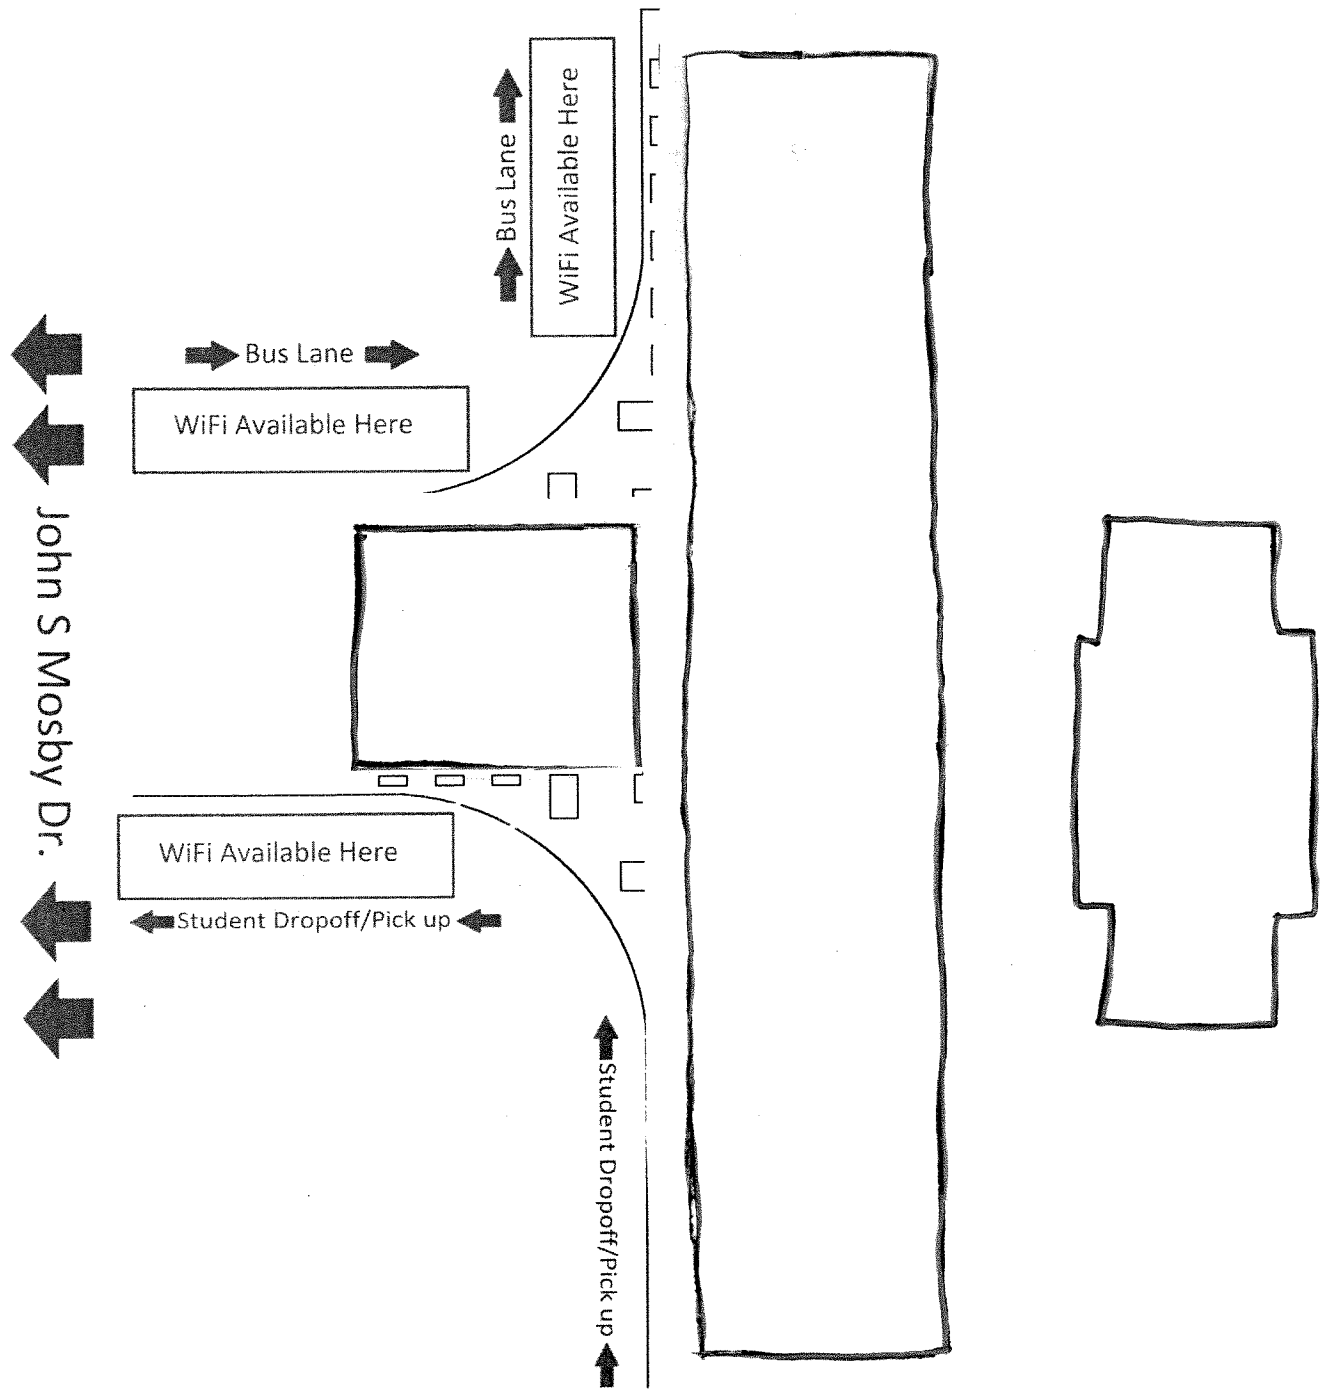 WiFi Available Here
Bus Lane
Bus Lane
WiFi Available Here
John S Mosby Dr.
WiFi Available Here
Student Dropoff/Pick up
Student Dropoff/Pick up